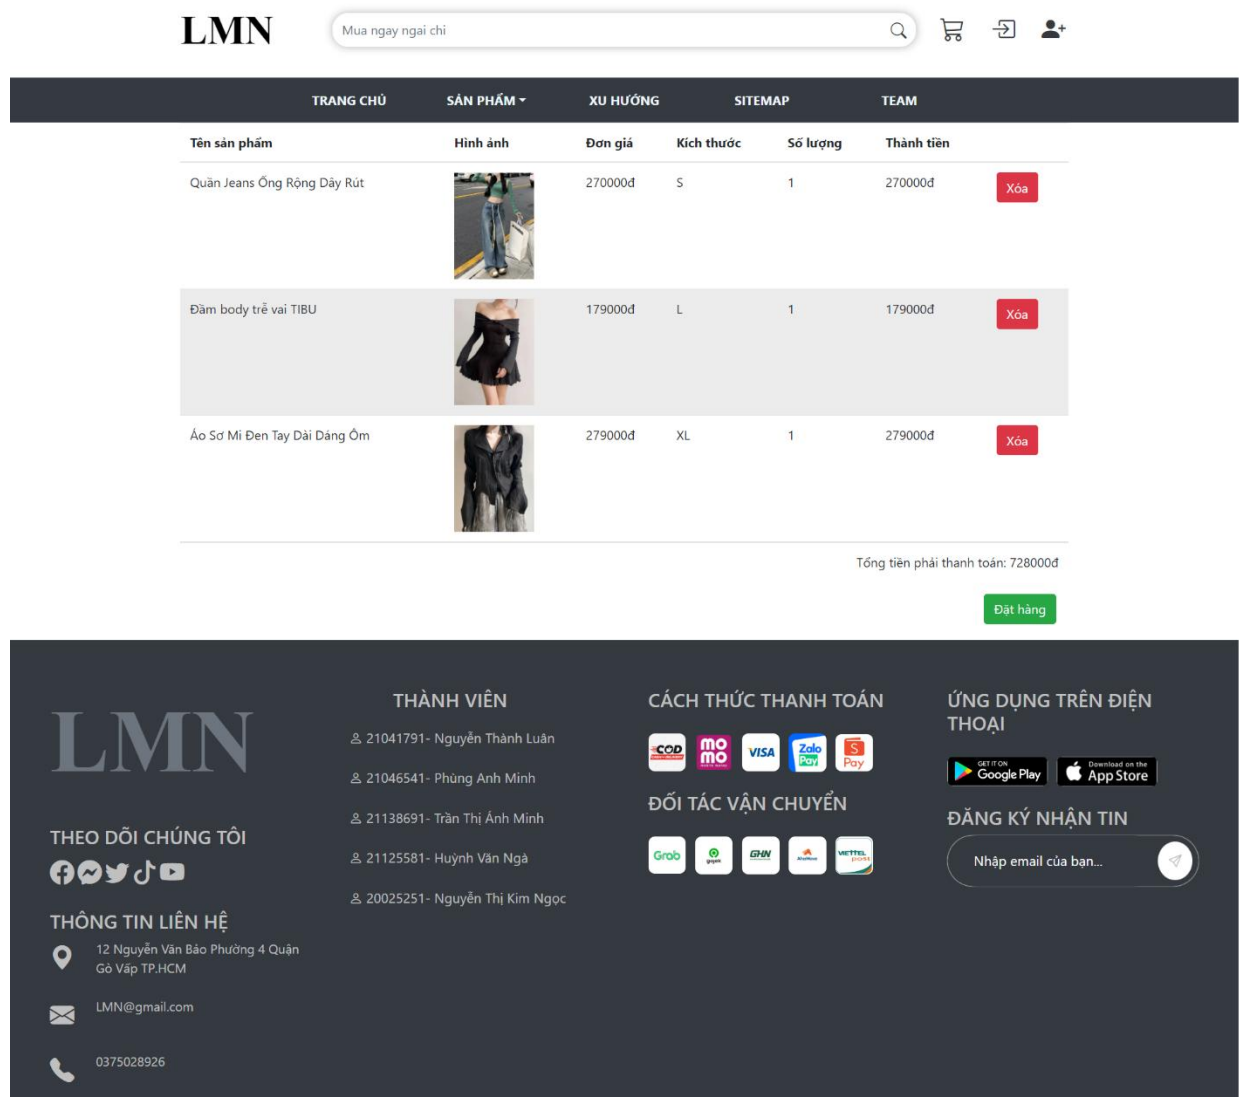 LMN
Mua ngay ngai chi
TRANG CHỦ SẢN PHẨM XU HƯỚNG SITEMAP TEAM
Tên sản phẩm Hình ảnh Đơn giá Kích thước Số lượng Thành tiền
Quần Jeans Ống Rộng Dây Rút 270000đ S 1 270000đ Xóa
Đầm body trễ vai TIBU 179000đ L 1 179000đ Xóa
Áo Sơ Mi Đen Tay Dài Dáng Ôm 279000đ XL 1 279000đ Xóa
Tổng tiền phải thanh toán: 728000đ
Đặt hàng
LMN
THEO DÕI CHÚNG TÔI
THÔNG TIN LIÊN HỆ
12 Nguyễn Văn Bảo Phường 4 Quận
Gò Vấp TP.HCM
LMN@gmail.com
0375028926
THÀNH VIÊN
21041791- Nguyễn Thành Luân
21046541- Phùng Anh Minh
21138691- Trần Thị Ánh Minh
21125581- Huỳnh Văn Ngà
20025251- Nguyễn Thị Kim Ngọc
CÁCH THỨC THANH TOÁN
COD
mo
mo
VISA
Zalo
Pay
S
Pay
ĐỐI TÁC VẬN CHUYỂN
Grab
GHN
VIETTEL
post
ỨNG DỤNG TRÊN ĐIỆN
THOẠI
GET IT ON
Google Play
Download on the
App Store
ĐĂNG KÝ NHẬN TIN
Nhập email của bạn...